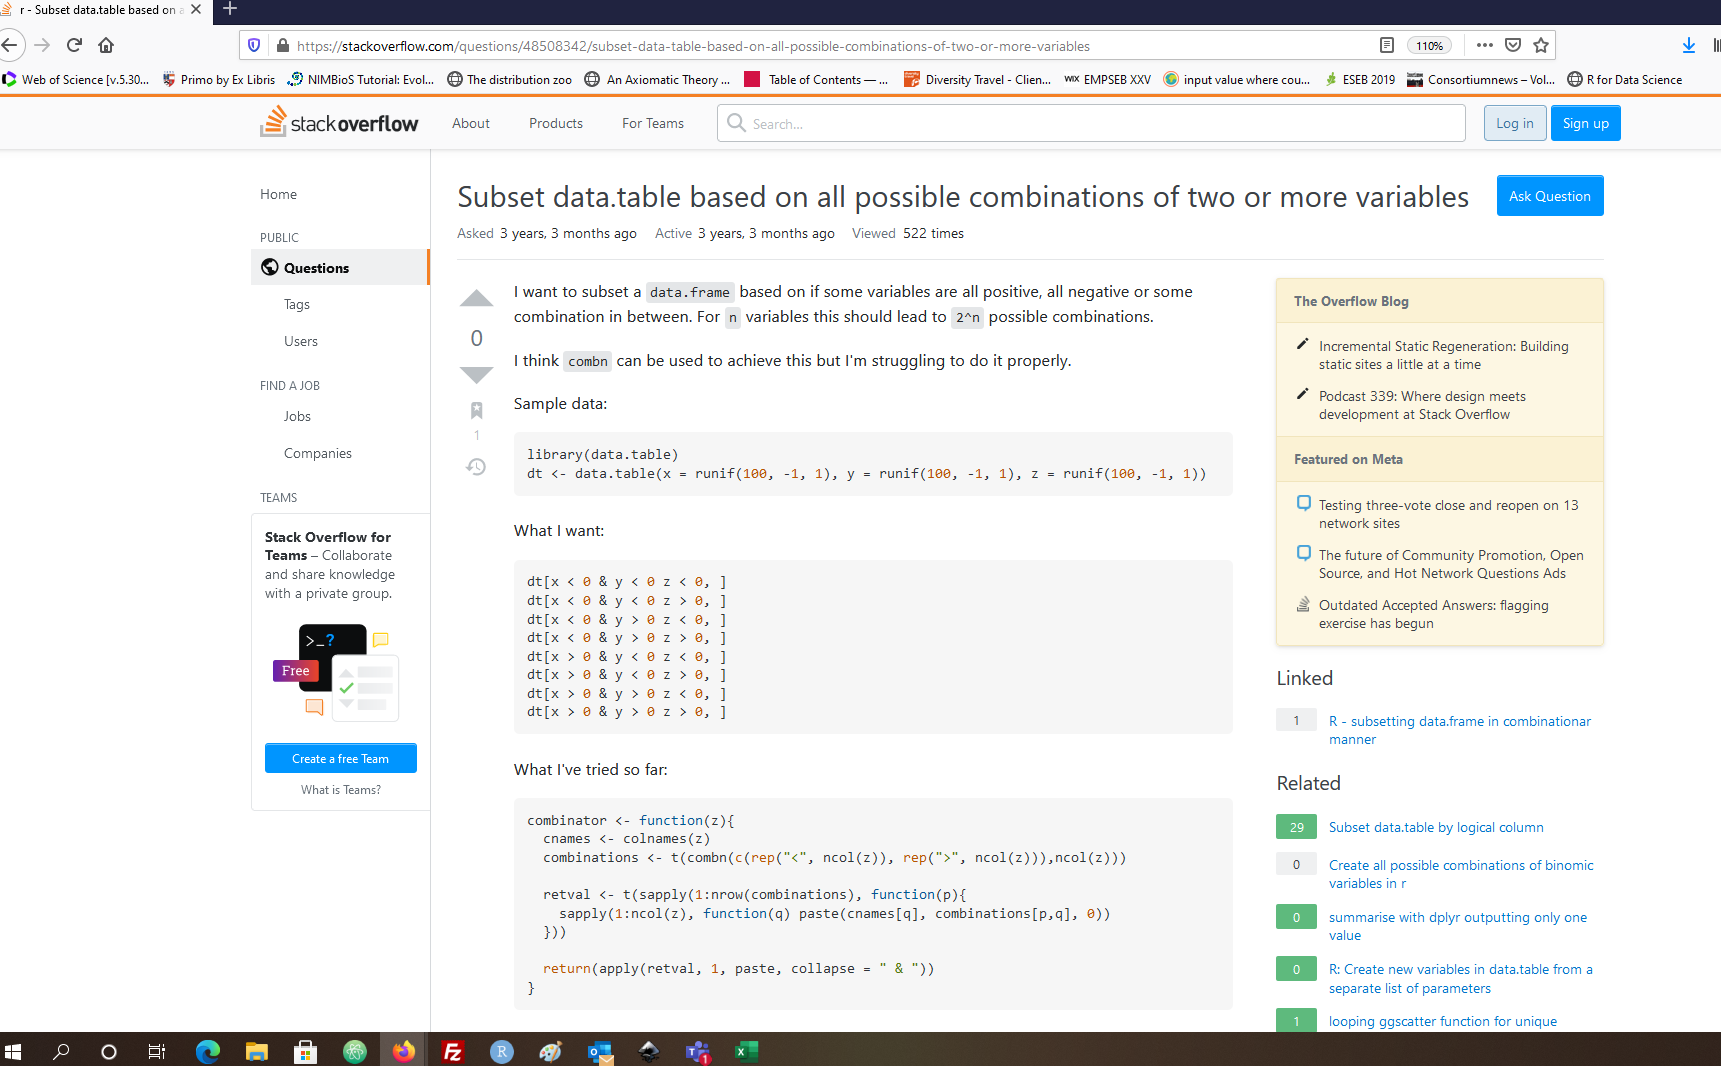 r - Subset data.table based on a
https://stackoverflow.com/questions/48508342/subset-data-table-based-on-all-possible-combinations-of-two-or-more-variables
110%
Web of Science [v.5.30...
Primo by Ex Libris
NIMBioS Tutorial: Evol...
The distribution zoo
An Axiomatic Theory ...
Table of Contents — ...
Diversity Travel - Clien...
WIX EMPSEB XXV
input value where cou...
ESEB 2019
Consortiumnews – Vol...
R for Data Science
stackoverflow
About
Products
For Teams
Search...
Log in
Sign up
Home
PUBLIC
Questions
Tags
Users
FIND A JOB
Jobs
Companies
TEAMS
Stack Overflow for
Teams – Collaborate
and share knowledge
with a private group.
>_?
Free
Create a free Team
What is Teams?
Subset data.table based on all possible combinations of two or more variables
Ask Question
Asked 3 years, 3 months ago Active 3 years, 3 months ago Viewed 522 times
0
1
I want to subset a data.frame based on if some variables are all positive, all negative or some
combination in between. For n variables this should lead to 2^n possible combinations.
I think combn can be used to achieve this but I'm struggling to do it properly.
Sample data:
library(data.table)
dt <- data.table(x = runif(100, -1, 1), y = runif(100, -1, 1), z = runif(100, -1, 1))
What I want:
dt[x < 0 & y < 0 z < 0, ]
dt[x < 0 & y < 0 z > 0, ]
dt[x < 0 & y > 0 z < 0, ]
dt[x < 0 & y > 0 z > 0, ]
dt[x > 0 & y < 0 z < 0, ]
dt[x > 0 & y < 0 z > 0, ]
dt[x > 0 & y > 0 z < 0, ]
dt[x > 0 & y > 0 z > 0, ]
What I've tried so far:
combinator <- function(z){
cnames <- colnames(z)
combinations <- t(combn(c(rep("<", ncol(z)), rep(">", ncol(z))),ncol(z)))
retval <- t(sapply(1:nrow(combinations), function(p){
sapply(1:ncol(z), function(q) paste(cnames[q], combinations[p,q], 0))
}))
return(apply(retval, 1, paste, collapse = " & "))
}
The Overflow Blog
Incremental Static Regeneration: Building
static sites a little at a time
Podcast 339: Where design meets
development at Stack Overflow
Featured on Meta
Testing three-vote close and reopen on 13
network sites
The future of Community Promotion, Open
Source, and Hot Network Questions Ads
Outdated Accepted Answers: flagging
exercise has begun
Linked
1 R - subsetting data.frame in combinationar
manner
Related
29 Subset data.table by logical column
0 Create all possible combinations of binomic
variables in r
0 summarise with dplyr outputting only one
value
0 R: Create new variables in data.table from a
separate list of parameters
1 looping ggscatter function for unique